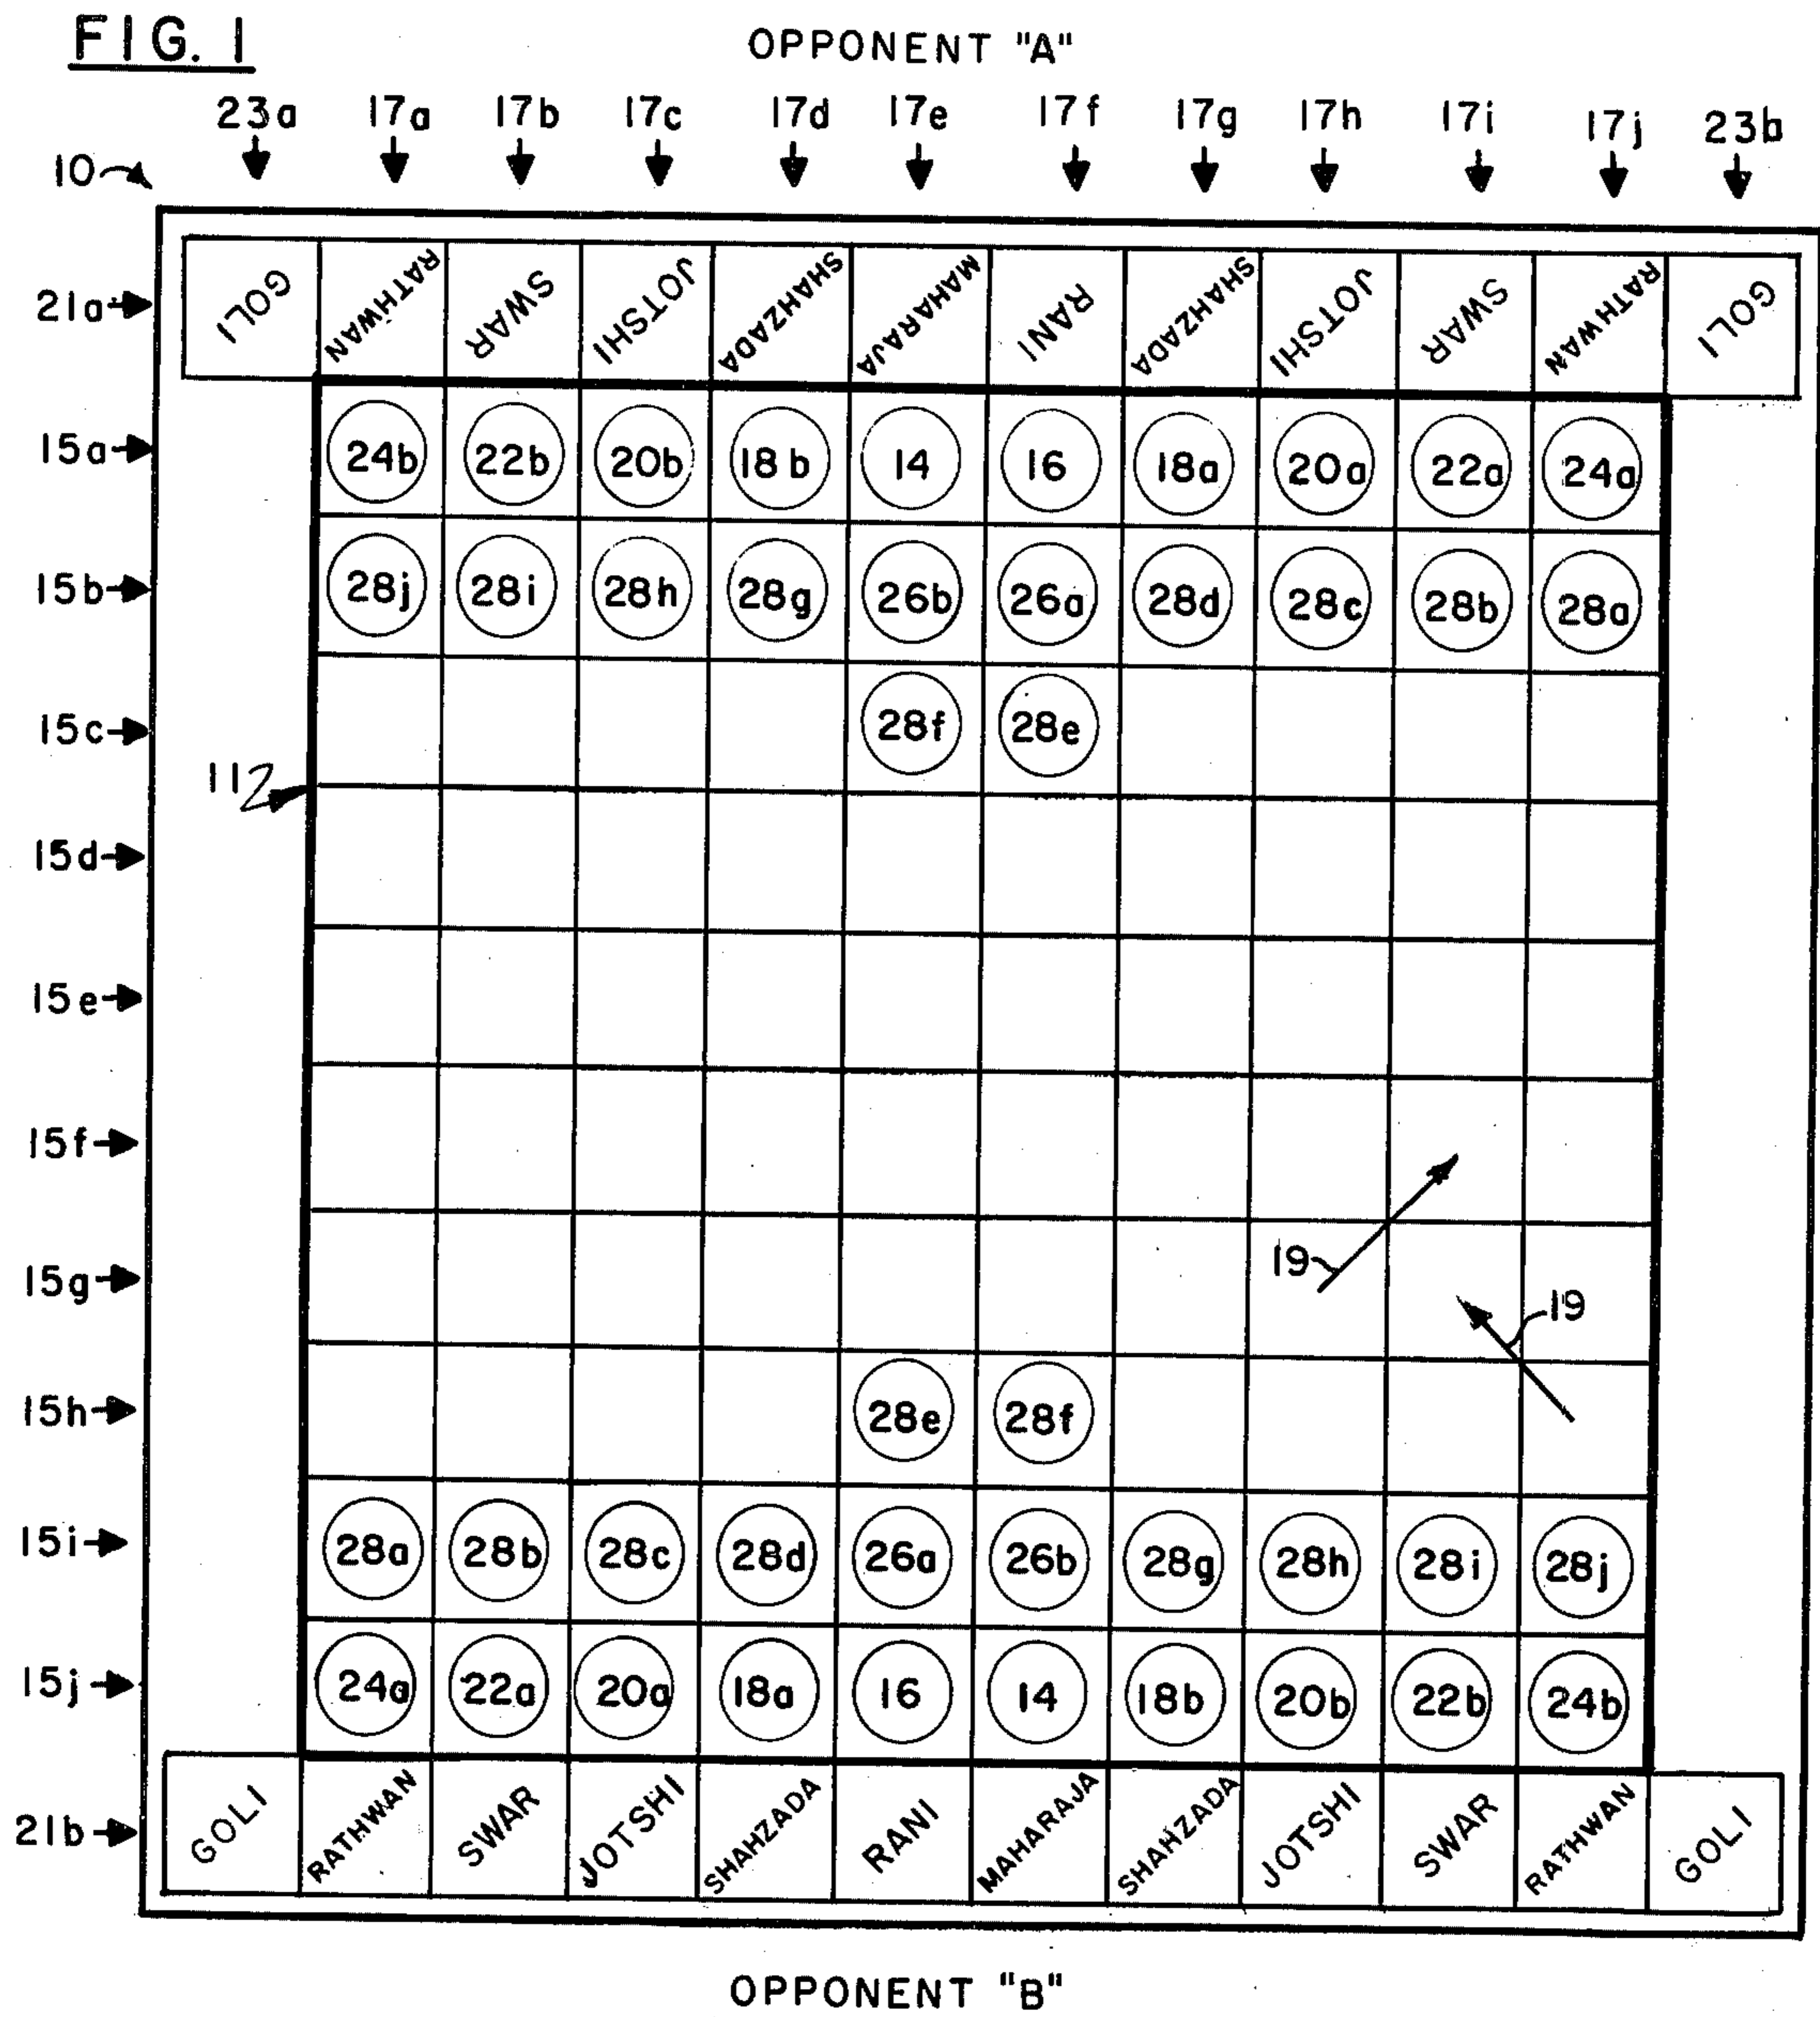 FIG. 1
OPPONENT "A"
23a 17a 17b 17c 17d 17e 17f 17g 17h 17i 17j 23b
10
21a GOLI RATHWAN SWAR JOTSHI SHAHZADA MAHARAJA RANI SHAHZADA JOTSHI SWAR RATHWAN GOLI
15a 24b 22b 20b 18b 14 16 18a 20a 22a 24a
15b 28j 28i 28h 28g 26b 26a 28d 28c 28b 28a
15c 28f 28e
112
15d
15e
15f
15g 19
19
15h 28e 28f
15i 28a 28b 28c 28d 26a 26b 28g 28h 28i 28j
15j 24a 22a 20a 18a 16 14 18b 20b 22b 24b
21b GOLI RATHWAN SWAR JOTSHI SHAHZADA RANI MAHARAJA SHAHZADA JOTSHI SWAR RATHWAN GOLI
OPPONENT "B"